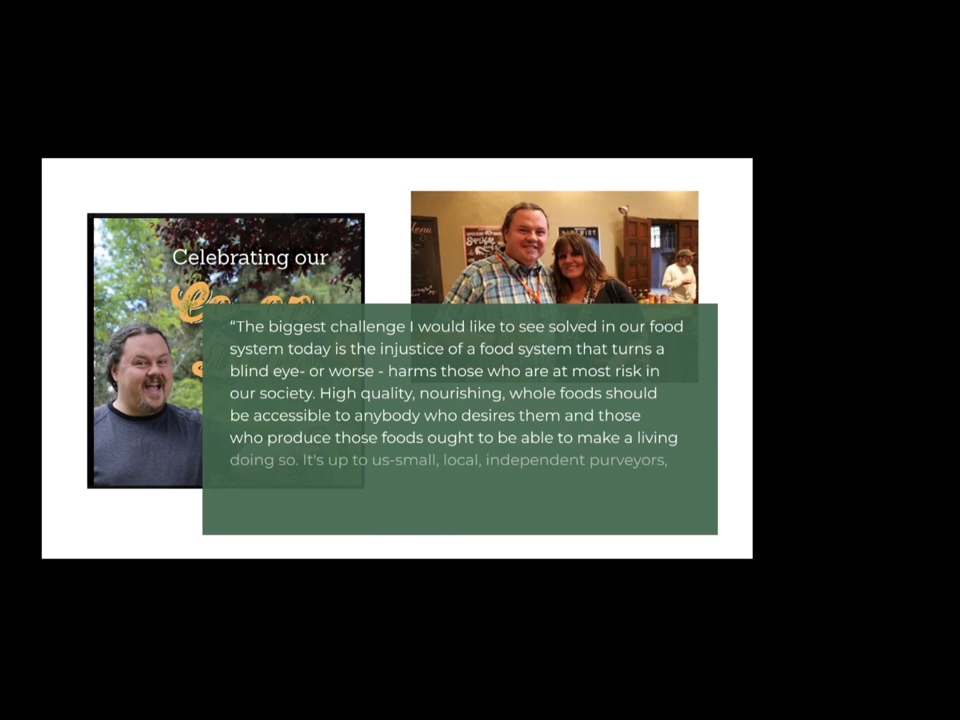 Celebrating our
Co-op
Menu
“The biggest challenge I would like to see solved in our food
system today is the injustice of a food system that turns a
blind eye- or worse - harms those who are at most risk in
our society. High quality, nourishing, whole foods should
be accessible to anybody who desires them and those
who produce those foods ought to be able to make a living
doing so. It's up to us-small, local, independent purveyors,